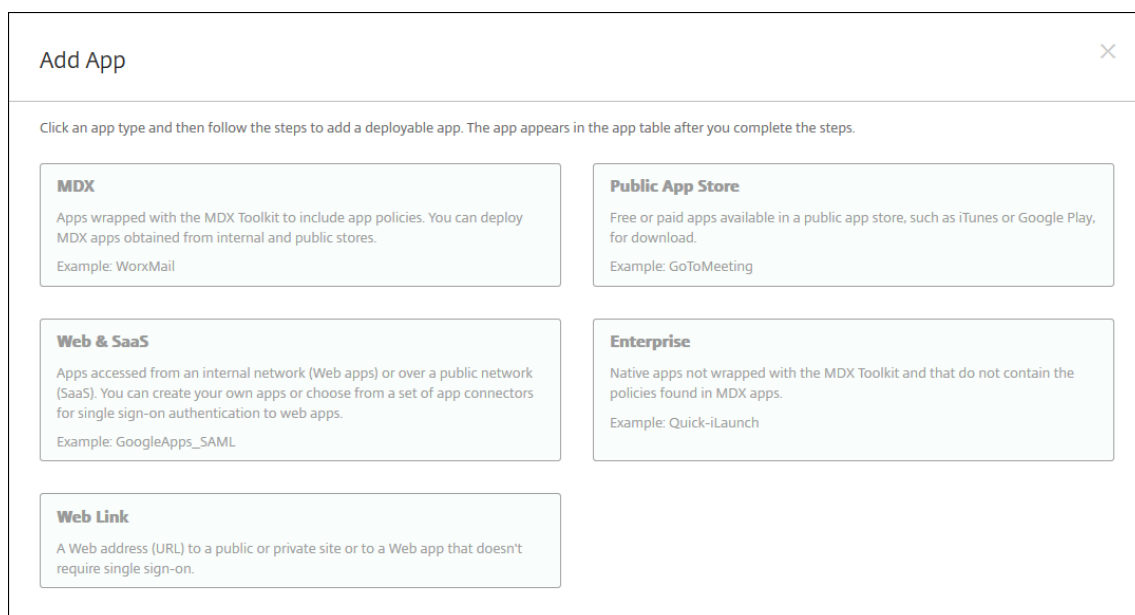 Add App
Click an app type and then follow the steps to add a deployable app. The app appears in the app table after you complete the steps.
MDX
Apps wrapped with the MDX Toolkit to include app policies. You can deploy
MDX apps obtained from internal and public stores.
Example: WorxMail
Public App Store
Free or paid apps available in a public app store, such as iTunes or Google Play,
for download.
Example: GoToMeeting
Web & SaaS
Apps accessed from an internal network (Web apps) or over a public network
(SaaS). You can create your own apps or choose from a set of app connectors
for single sign-on authentication to web apps.
Example: GoogleApps_SAML
Enterprise
Native apps not wrapped with the MDX Toolkit and that do not contain the
policies found in MDX apps.
Example: Quick-iLaunch
Web Link
A Web address (URL) to a public or private site or to a Web app that doesn't
require single sign-on.